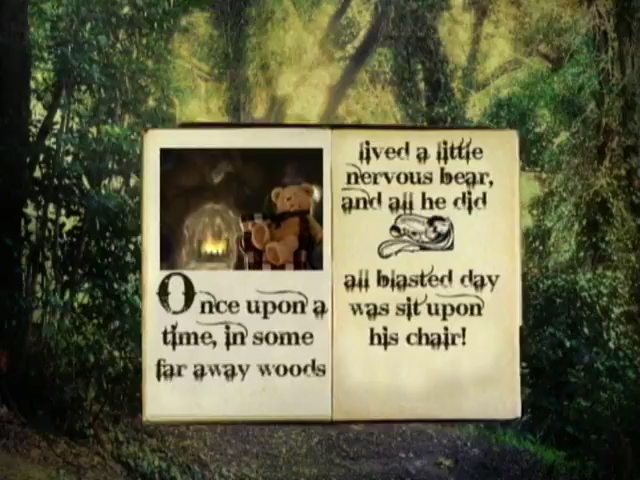 Once upon a
time, in some
far away woods
lived a little
nervous bear,
and all he did
all blasted day
was sit upon
his chair!